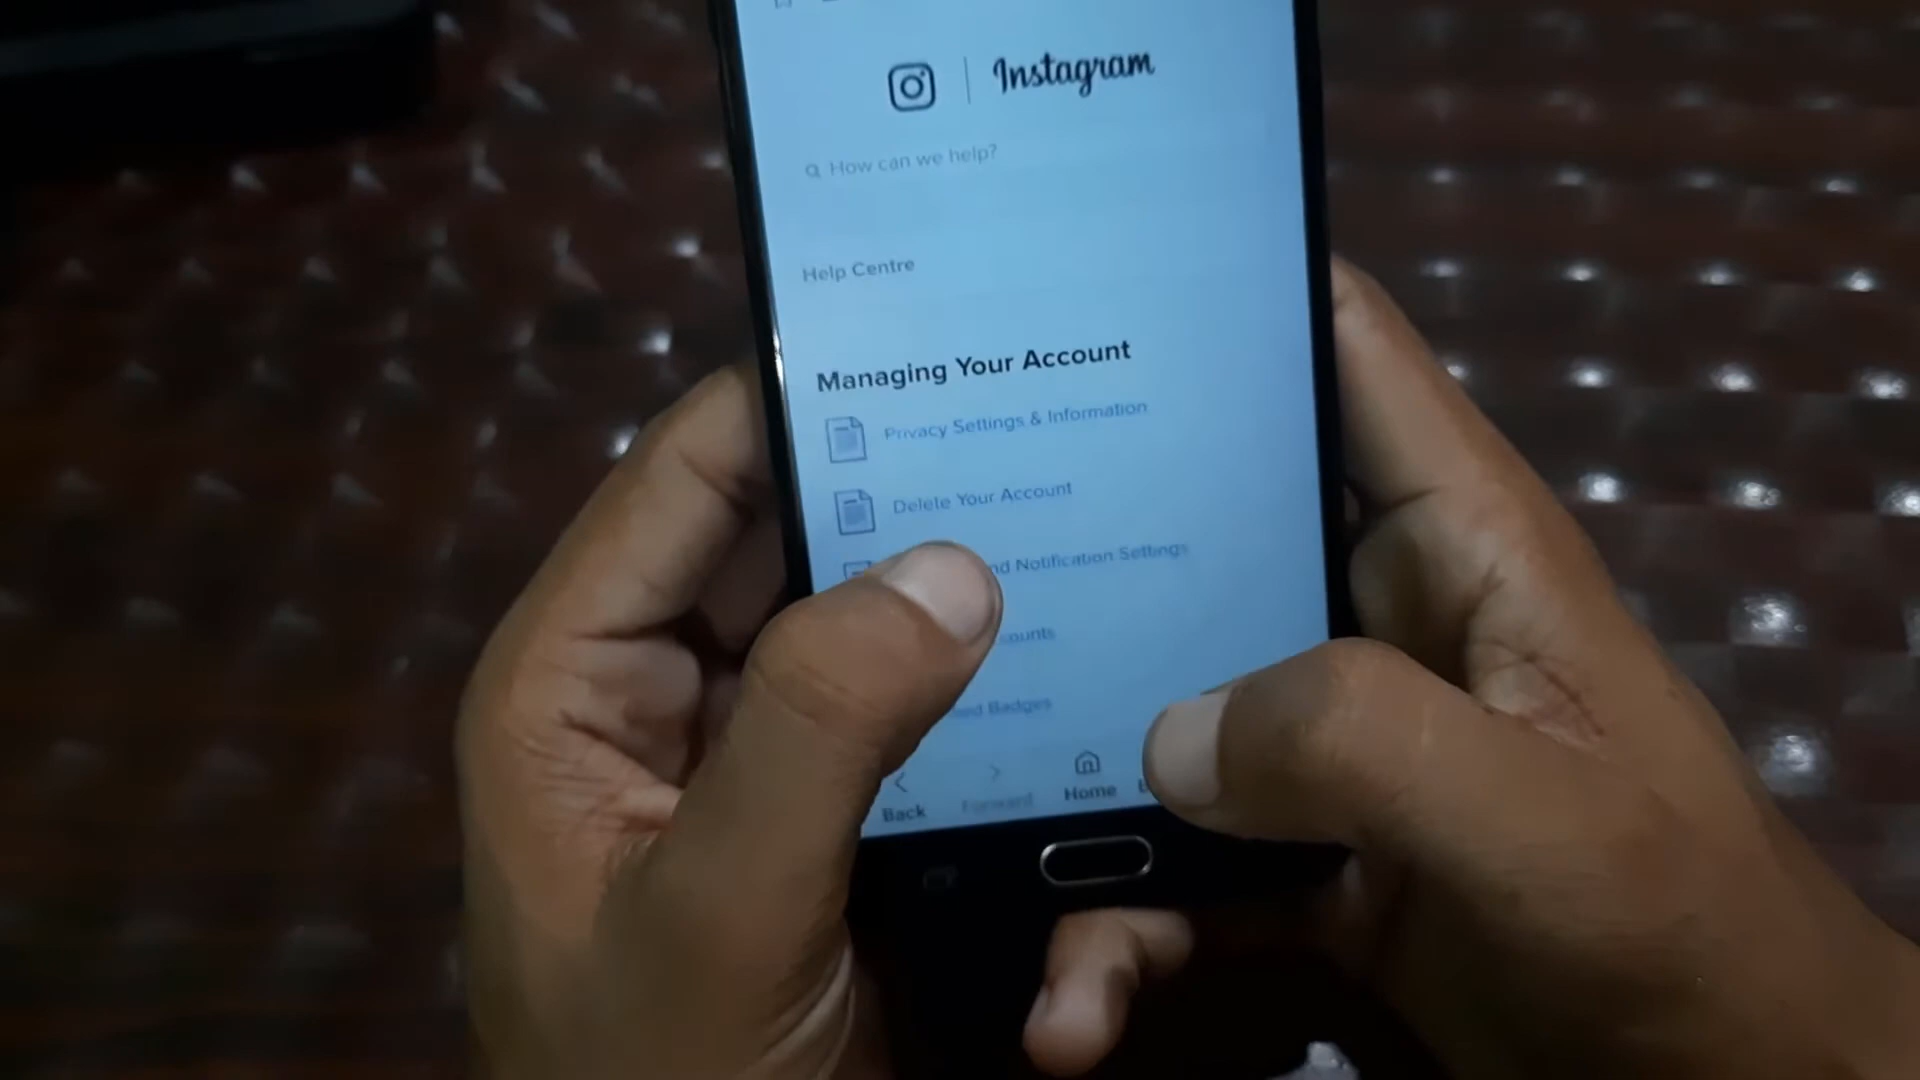 Instagram
How can we help?
Help Centre
Managing Your Account
Privacy Settings & Information
Delete Your Account
Notification Settings
Badges
Back
Forward
Home